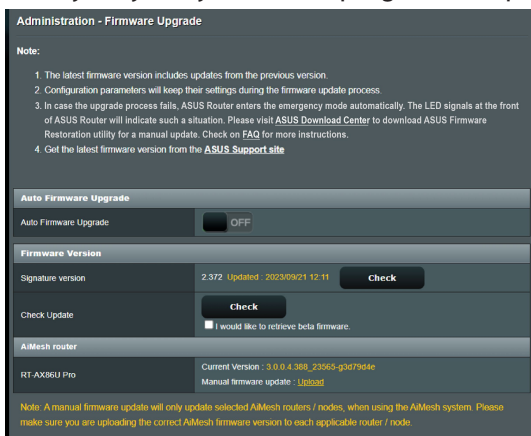 Administration - Firmware Upgrade
Note:
1. The latest firmware version includes updates from the previous version.
2. Configuration parameters will keep their settings during the firmware update process.
3. In case the upgrade process fails, ASUS Router enters the emergency mode automatically. The LED signals at the front
of ASUS Router will indicate such a situation. Please visit ASUS Download Center to download ASUS Firmware
Restoration utility for a manual update. Check on FAQ for more instructions.
4. Get the latest firmware version from the ASUS Support site
Auto Firmware Upgrade
Auto Firmware Upgrade OFF
Firmware Version
Signature version 2.372 Updated : 2023/09/21 12:11 Check
Check Update Check
I would like to retrieve beta firmware.
AiMesh router
RT-AX86U Pro Current Version : 3.0.0.4.388_23565-g3d79d4e
Manual firmware update : Upload
Note: A manual firmware update will only update selected AiMesh routers / nodes, when using the AiMesh system. Please
make sure you are uploading the correct AiMesh firmware version to each applicable router / node.